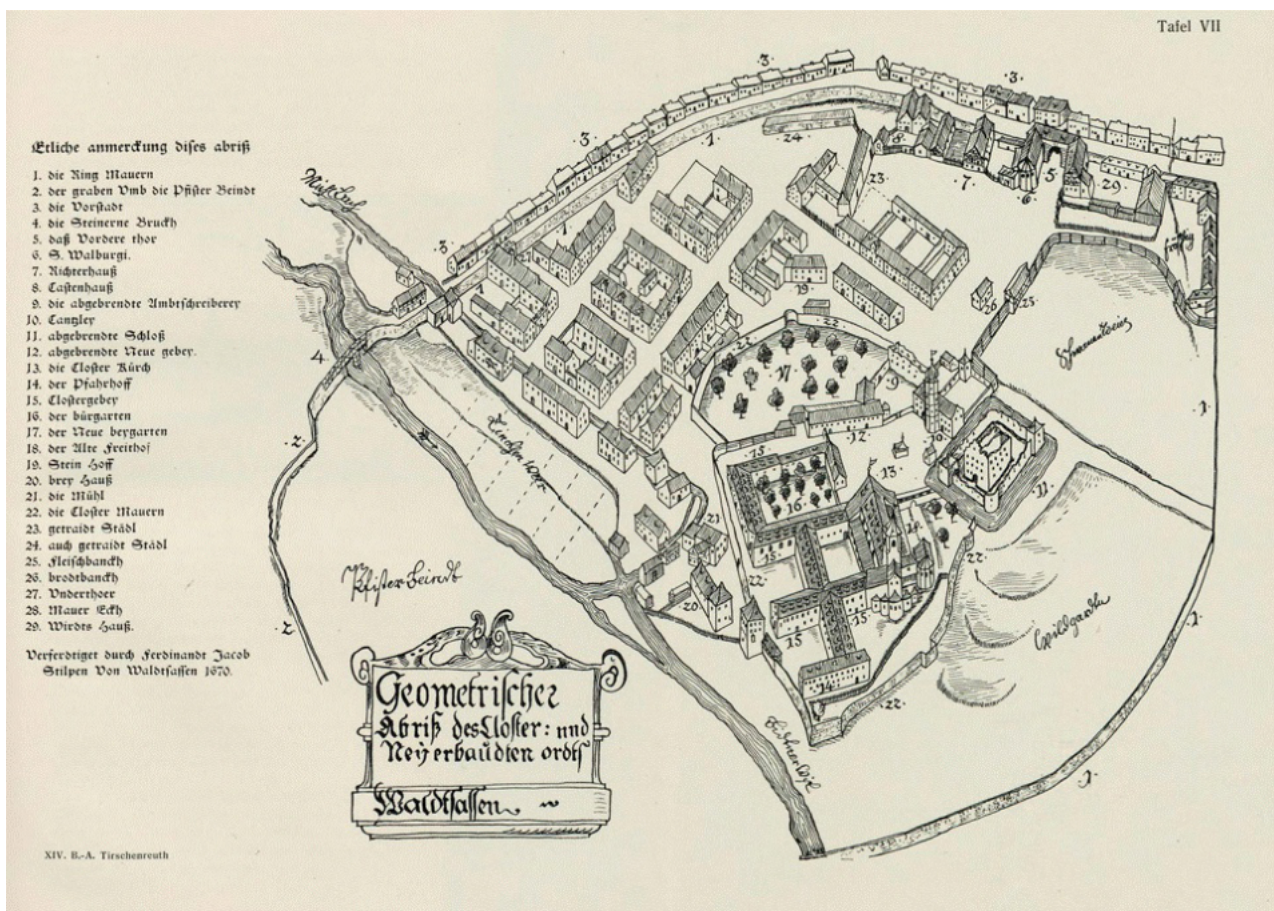 Tafel VII
Etliche anmerckung dises abriß
1. die Ring Mauern
2. der graben Vmb die Pfister Beindt
3. die Vorstadt
4. die Steinerne Bruckh
5. daß Vordere thor
6. S. Walburgi.
7. Richterhauß
8. Castenhauß
9. die abgebrendte Ambtschreiberey
10. Cantzley
11. abgebrendte Schloß
12. abgebrendte Neue gebey.
13. die Closter Kürch
14. der Pfahrhoff
15. Clostergebey
16. der bürgarten
17. der Neue beygarten
18. der Alte Freithof
19. Stein Hoff
20. brey Hauß
21. die Mühl
22. die Closter Mauern
23. getraidt Städl
24. auch getraidt Städl
25. Fleischbanckh
26. brodtbanckh
27. Vnderthoer
28. Mauer Eckh
29. Wirdts Hauß.
Verferdtiget durch Ferdinandt Jacob
Stilpen Von Waldtsassen 1670.
Pfister Beindt
Geometrischer
Abriß des Closter: und
Neÿ erbaudten ordts
Waldtsassen
XIV. B.-A. Tirschenreuth